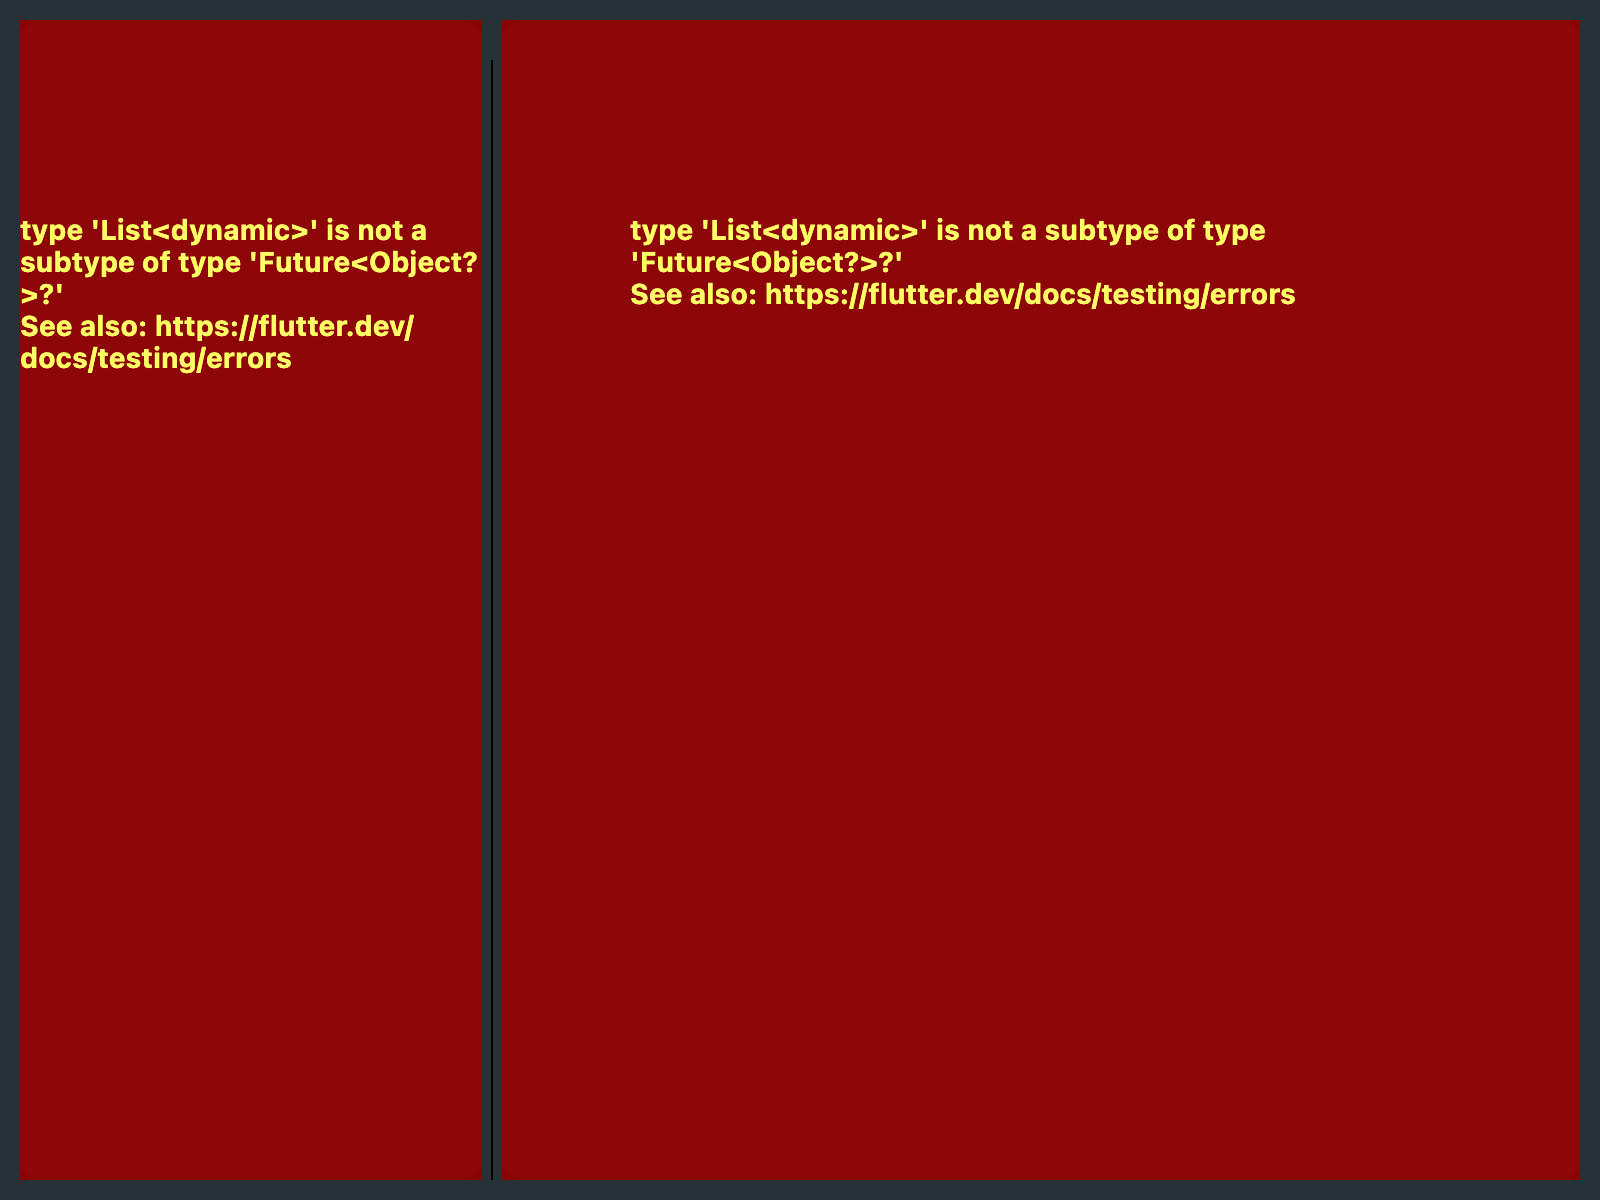 type 'List<dynamic>' is not a
subtype of type 'Future<Object?
>?'
See also: https://flutter.dev/
docs/testing/errors
type 'List<dynamic>' is not a subtype of type
'Future<Object?>?'
See also: https://flutter.dev/docs/testing/errors